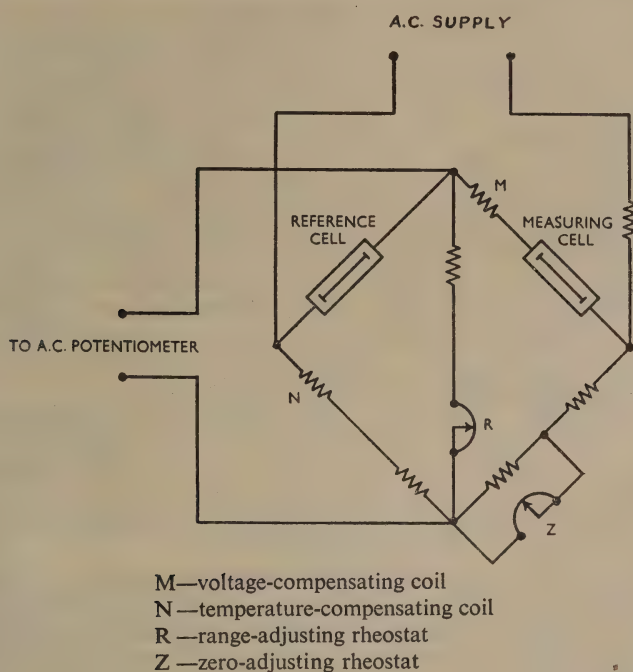 A.C. SUPPLY
M
REFERENCE
CELL
MEASURING
CELL
TO A.C. POTENTIOMETER
N
R
Z
M—voltage-compensating coil
N—temperature-compensating coil
R—range-adjusting rheostat
Z—zero-adjusting rheostat